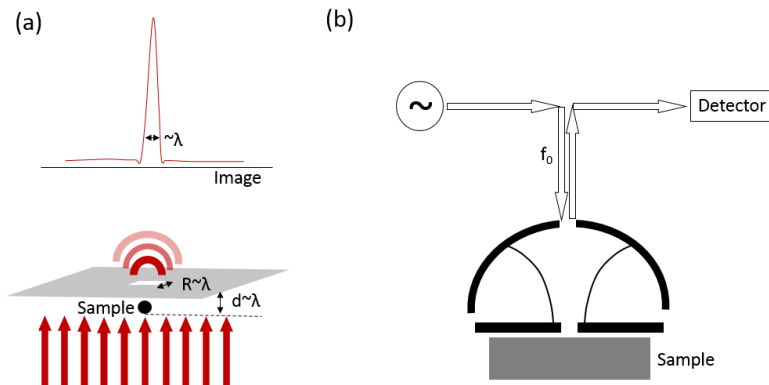 (a)
~λ
Image
R~λ
Sample
d~λ
(b)
~
Detector
f₀
Sample